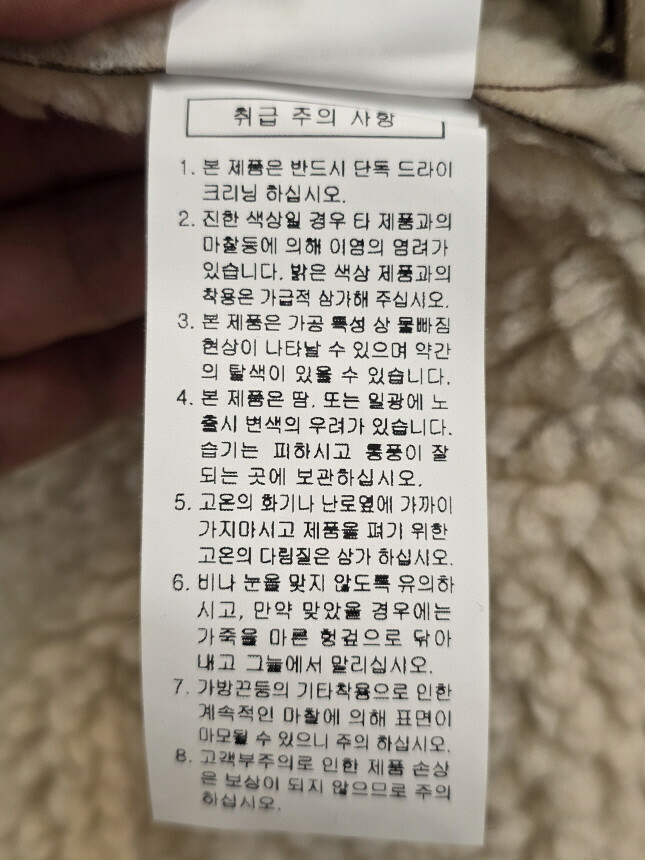 취급 주의 사항
1. 본 제품은 반드시 단독 드라이
크리닝 하십시오.
2. 진한 색상일 경우 타 제품과의
마찰등에 의해 이염의 염려가
있습니다. 밝은 색상 제품과의
착용은 가급적 삼가해 주십시오.
3. 본 제품은 가공 특성 상 물빠짐
현상이 나타날 수 있으며 약간
의 탈색이 있을 수 있습니다.
4. 본 제품은 땀, 또는 일광에 노
출시 변색의 우려가 있습니다.
습기는 피하시고 통풍이 잘
되는 곳에 보관하십시오.
5. 고온의 화기나 난로옆에 가까이
가지마시고 제품을 펴기 위한
고온의 다림질은 삼가 하십시오.
6. 비나 눈을 맞지 않도록 유의하
시고, 만약 맞았을 경우에는
가죽을 마른 헝겊으로 닦아
내고 그늘에서 말리십시오.
7. 가방끈등의 기타착용으로 인한
계속적인 마찰에 의해 표면이
마모될 수 있으니 주의 하십시오.
8. 고객부주의로 인한 제품 손상
은 보상이 되지 않으므로 주의
하십시오.